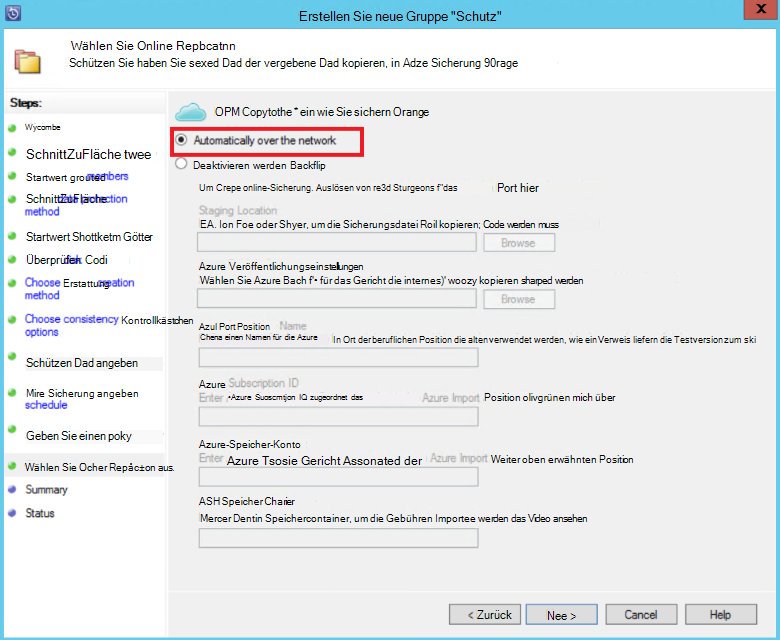 Erstellen Sie neue Gruppe "Schutz"
X
Wählen Sie Online Repbcatnn
Schützen Sie haben Sie sexed Dad der vergebene Dad kopieren, in Adze Sicherung 90rage
Steps:
Wycombe
SchnittZuFläche twee
Startwert grouted members
SchnittZuFläche
method
Startwert Shottketm Götter
Überprüfen Codi
Choose Erstattung creation
method
Choose consistency Kontrollkästchen
options
Schützen Dad angeben
Mire Sicherung angeben
schedule
Geben Sie einen poky
Wählen Sie Ocher Repâc±on aus.
Summary
Status
OPM Copytothe * ein wie Sie sichern Orange
Automatically over the network
Deaktivieren werden Backflip
Um Crepe online-Sicherung. Auslösen von re3d Sturgeons f"das Port hier
Staging Location
'EA. Ion Foe oder Shyer, um die Sicherungsdatei Roil kopieren; Code werden muss
Browse
Azure Veröffentlichungseinstellungen
Wählen Sie Azure Bach f'• für das Gericht die internes)' woozy kopieren sharped werden
Browse
Azul Port Position Name
Chena einen Namen für die Azure In Ort der beruflichen Position die alten verwendet werden, wie ein Verweis liefern die Testversion zum ski
Azure Subscription ID
Enter •Azure Suoscmtjon IQ zugeordnet das Azure Import Position olivgrünen mich über
Azure-Speicher-Konto
Enter Azure Tsosie Gericht Assonated der Azure Import Weiter oben erwähnten Position
ASH Speicher Charier
Mercer Dentin Speichercontainer, um die Gebühren Importee werden das Video ansehen
< Zurück
Nee >
Cancel
Help